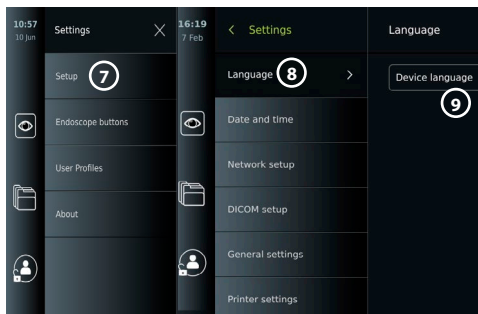 10:57
10 Jun
Settings
Setup
7
Endoscope buttons
User Profiles
About
16:19
7 Feb
Settings
Language
8
Date and time
Network setup
DICOM setup
General settings
Printer settings
Language
Device language
9